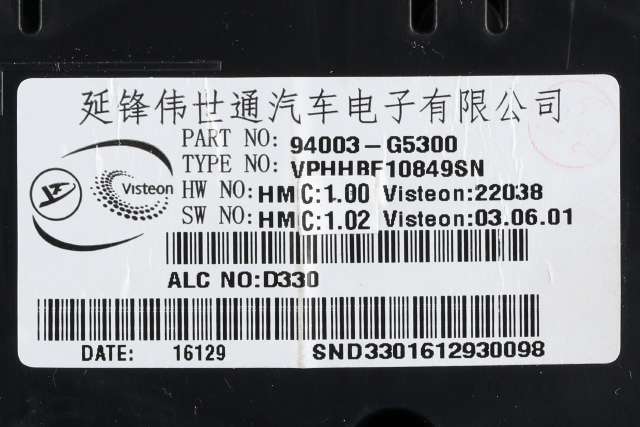 延锋伟世通汽车电子有限公司
PART NO: 94003-G5300
TYPE NO: VPHHBF10849SN
Visteon
HW NO: HMC:1.00 Visteon:22038
SW NO: HMC:1.02 Visteon:03.06.01
ALC NO:D330
DATE: 16129 SND3301612930098